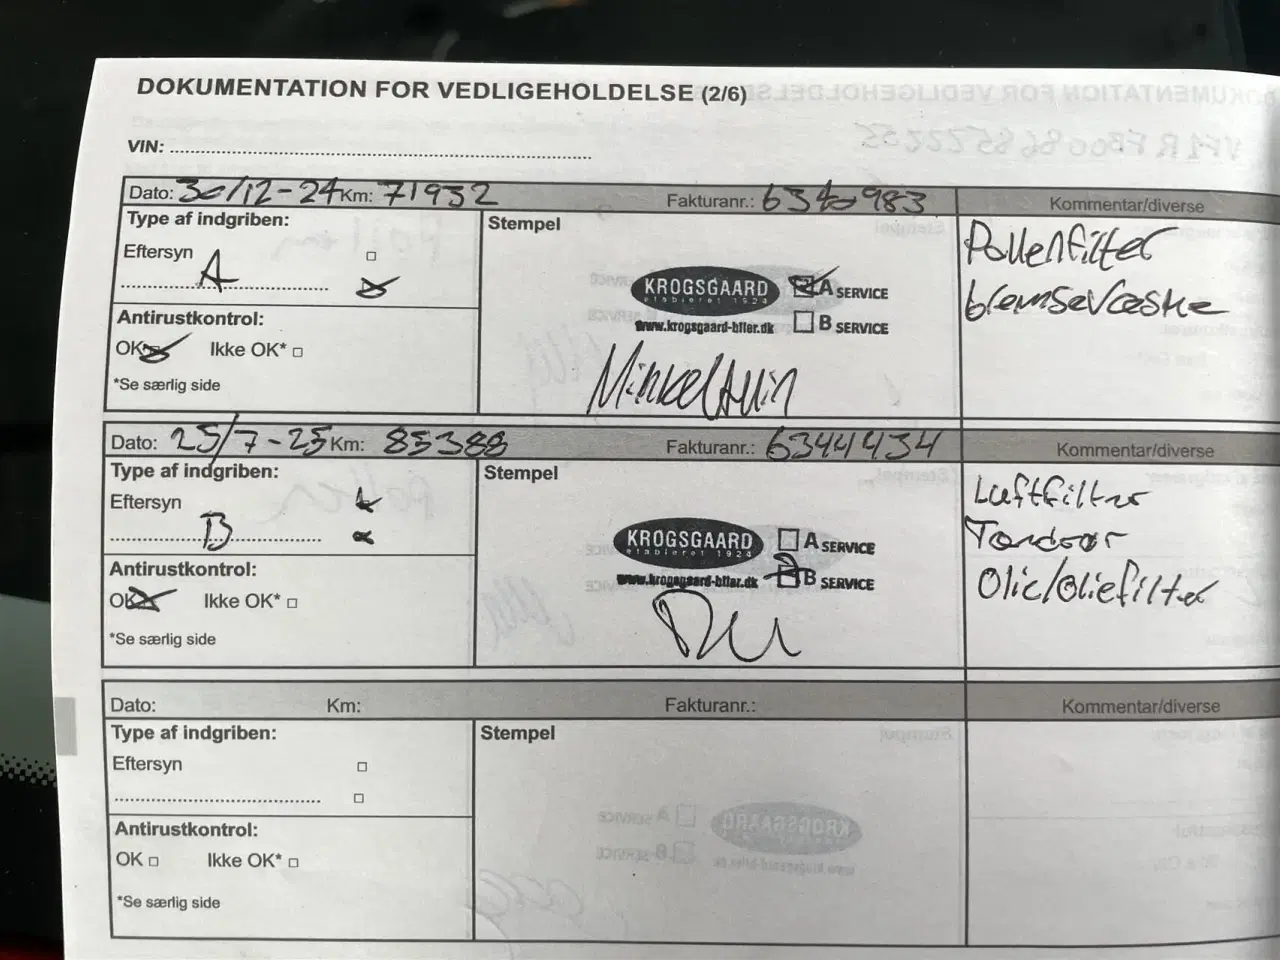 DOKUMENTATION FOR VEDLIGEHOLDELSE (2/6)
VIN:
Dato: 30/12-24 Km: 71932 Fakturanr.: 6340983 Kommentar/diverse
Type af indgriben:
Eftersyn
A
Antirustkontrol:
OK Ikke OK*
*Se særlig side
Stempel
KROGSGAARD
etableret 1924
www.krogsgaard-biler.dk
A SERVICE
B SERVICE
Pollenfilter
bremsevæske
Dato: 25/7-25 Km: 85388 Fakturanr.: 6344434 Kommentar/diverse
Type af indgriben:
Eftersyn
B
Antirustkontrol:
OK Ikke OK*
*Se særlig side
Stempel
KROGSGAARD
etableret 1924
www.krogsgaard-biler.dk
A SERVICE
B SERVICE
Luftfilter
Tændrør
Olie/Oliefilter
Dato: Km: Fakturanr.: Kommentar/diverse
Type af indgriben:
Eftersyn
Antirustkontrol:
OK Ikke OK*
*Se særlig side
Stempel